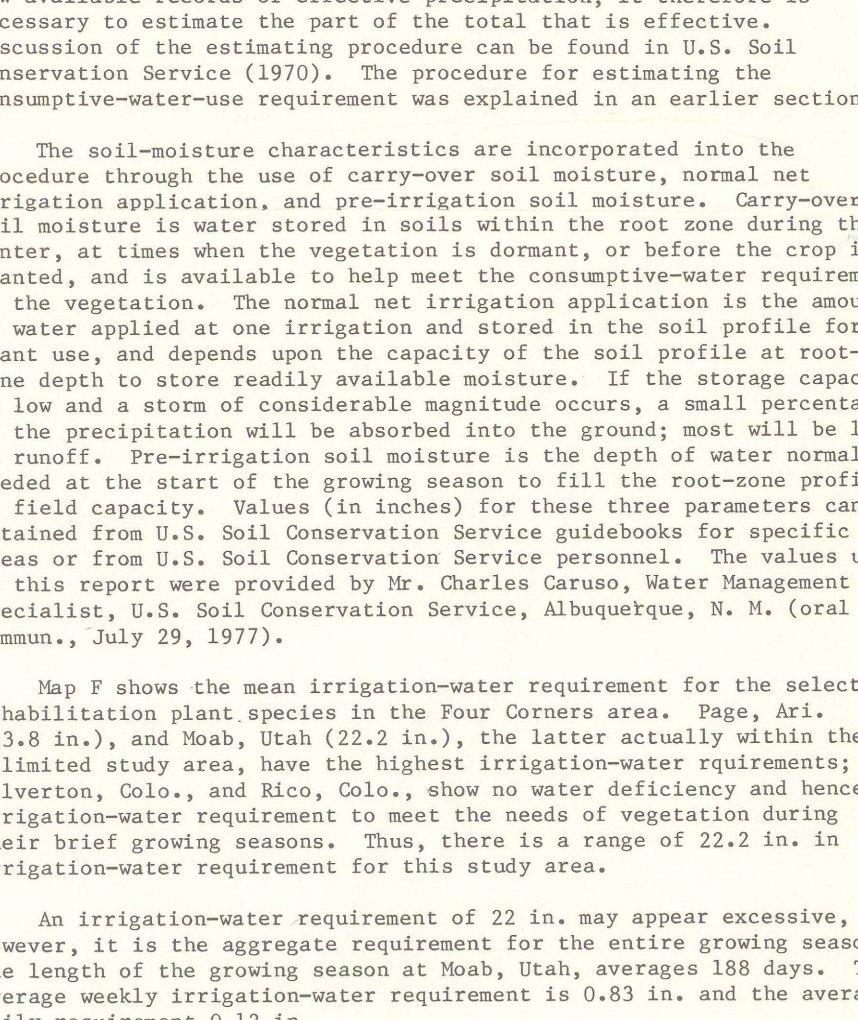 cessary to estimate the part of the total that is effective.
scussion of the estimating procedure can be found in U.S. Soil
nservation Service (1970). The procedure for estimating the
nsumptive-water-use requirement was explained in an earlier section
The soil-moisture characteristics are incorporated into the
ocedure through the use of carry-over soil moisture, normal net
rigation application, and pre-irrigation soil moisture. Carry-over
il moisture is water stored in soils within the root zone during th
nter, at times when the vegetation is dormant, or before the crop i
anted, and is available to help meet the consumptive-water requirem
the vegetation. The normal net irrigation application is the amou
water applied at one irrigation and stored in the soil profile for
ant use, and depends upon the capacity of the soil profile at root-
ne depth to store readily available moisture. If the storage capac
low and a storm of considerable magnitude occurs, a small percenta
the precipitation will be absorbed into the ground; most will be l
runoff. Pre-irrigation soil moisture is the depth of water normal
eded at the start of the growing season to fill the root-zone profi
field capacity. Values (in inches) for these three parameters can
tained from U.S. Soil Conservation Service guidebooks for specific
eas or from U.S. Soil Conservation Service personnel. The values u
this report were provided by Mr. Charles Caruso, Water Management
ecialist, U.S. Soil Conservation Service, Albuquerque, N. M. (oral
mmun., July 29, 1977).
Map F shows the mean irrigation-water requirement for the select
habilitation plant species in the Four Corners area. Page, Ari.
3.8 in.), and Moab, Utah (22.2 in.), the latter actually within the
limited study area, have the highest irrigation-water rquirements;
lverton, Colo., and Rico, Colo., show no water deficiency and hence
rigation-water requirement to meet the needs of vegetation during
eir brief growing seasons. Thus, there is a range of 22.2 in. in
rigation-water requirement for this study area.
An irrigation-water requirement of 22 in. may appear excessive,
wever, it is the aggregate requirement for the entire growing seaso
e length of the growing season at Moab, Utah, averages 188 days. T
erage weekly irrigation-water requirement is 0.83 in. and the avera